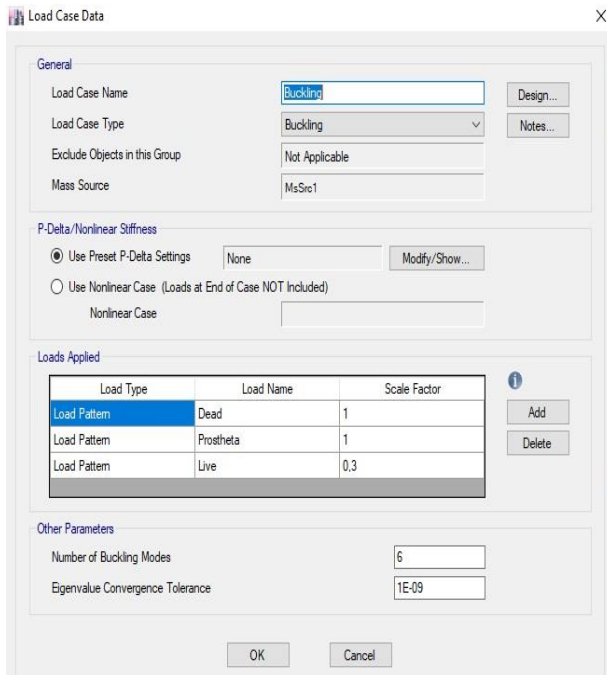 Load Case Data
X
General
Load Case Name
Buckling
Design...
Load Case Type
Buckling
Notes...
Exclude Objects in this Group
Not Applicable
Mass Source
MsSrc1
P-Delta/Nonlinear Stiffness
Use Preset P-Delta Settings
None
Modify/Show...
Use Nonlinear Case (Loads at End of Case NOT Included)
Nonlinear Case
Loads Applied
Load Type Load Name Scale Factor
Load Pattern Dead 1
Load Pattern Prostheta 1
Load Pattern Live 0,3
Add
Delete
Other Parameters
Number of Buckling Modes
6
Eigenvalue Convergence Tolerance
1E-09
OK
Cancel